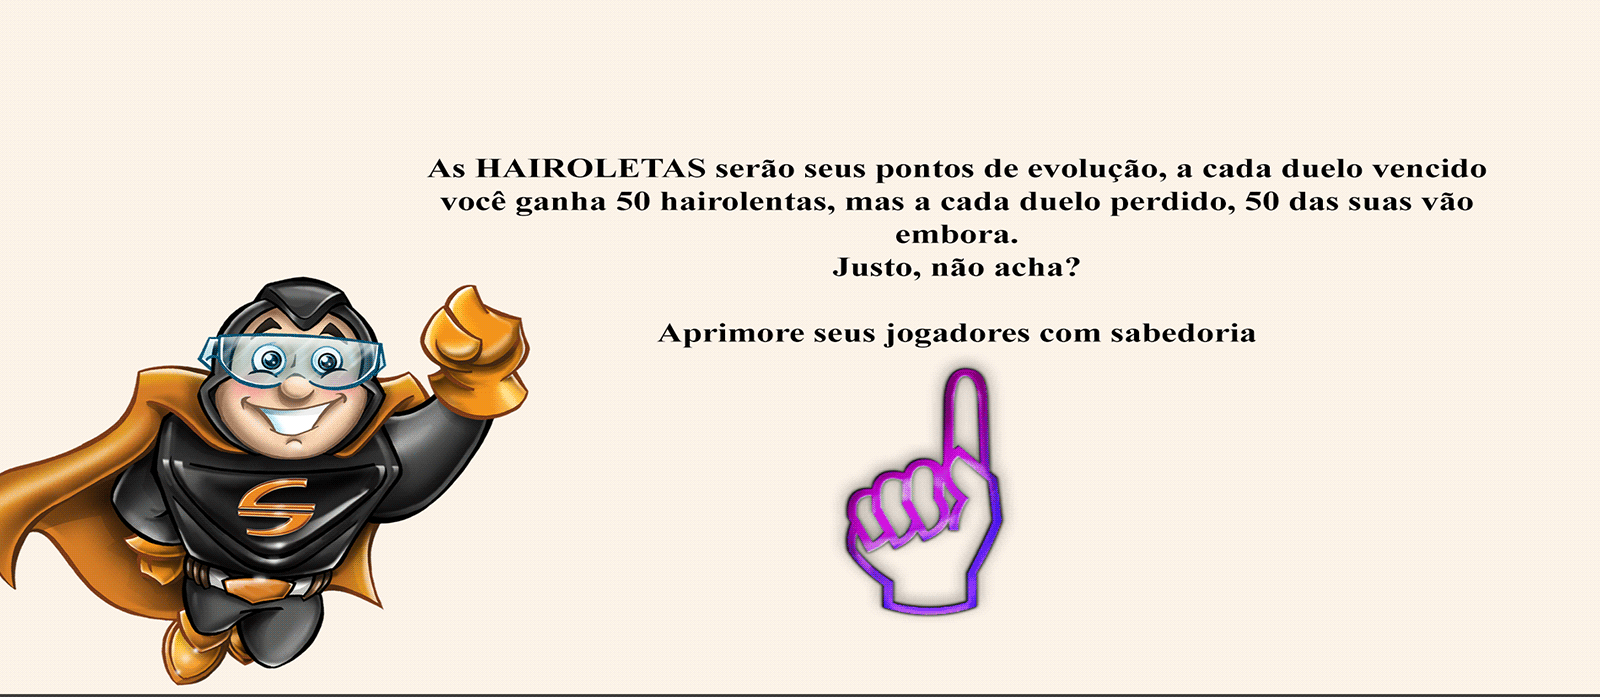 As HAIROLETAS serão seus pontos de evolução, a cada duelo vencido
você ganha 50 hairolentas, mas a cada duelo perdido, 50 das suas vão
embora.
Justo, não acha?
Aprimore seus jogadores com sabedoria
S